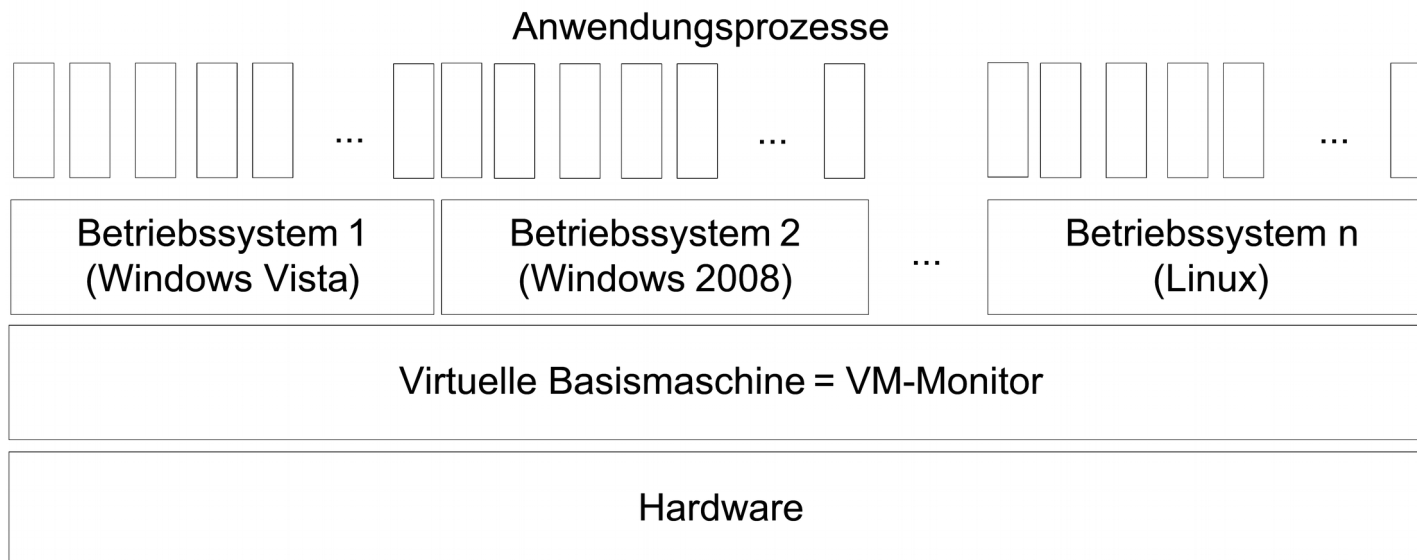 Anwendungsprozesse
... ... ...
Betriebssystem 1
(Windows Vista)
Betriebssystem 2
(Windows 2008)
...
Betriebssystem n
(Linux)
Virtuelle Basismaschine = VM-Monitor
Hardware